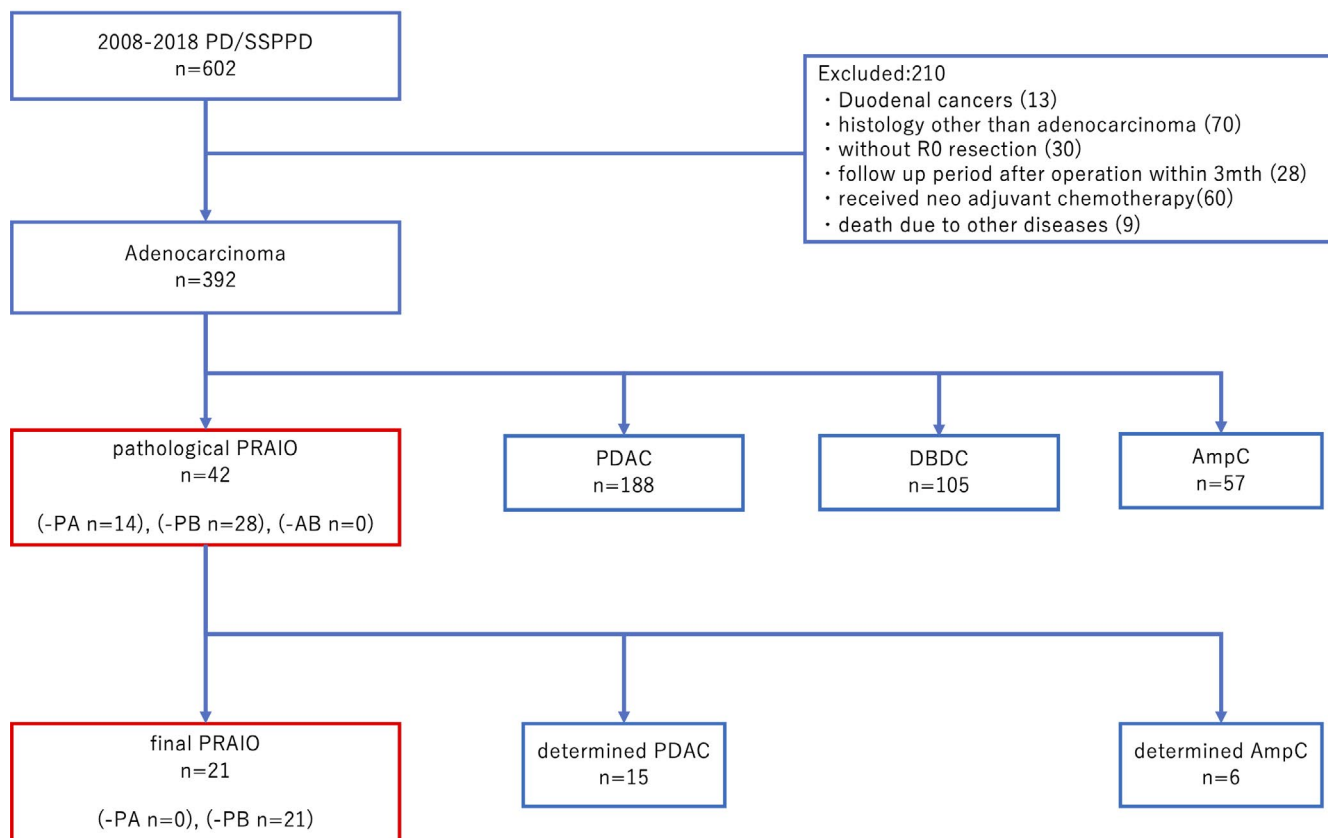 2008-2018 PD/SSPPD
n=602
Excluded:210
・Duodenal cancers (13)
・histology other than adenocarcinoma (70)
・without R0 resection (30)
・follow up period after operation within 3mth (28)
・received neo adjuvant chemotherapy(60)
・death due to other diseases (9)
Adenocarcinoma
n=392
pathological PRAIO
n=42
(-PA n=14), (-PB n=28), (-AB n=0)
PDAC
n=188
DBDC
n=105
AmpC
n=57
final PRAIO
n=21
(-PA n=0), (-PB n=21)
determined PDAC
n=15
determined AmpC
n=6